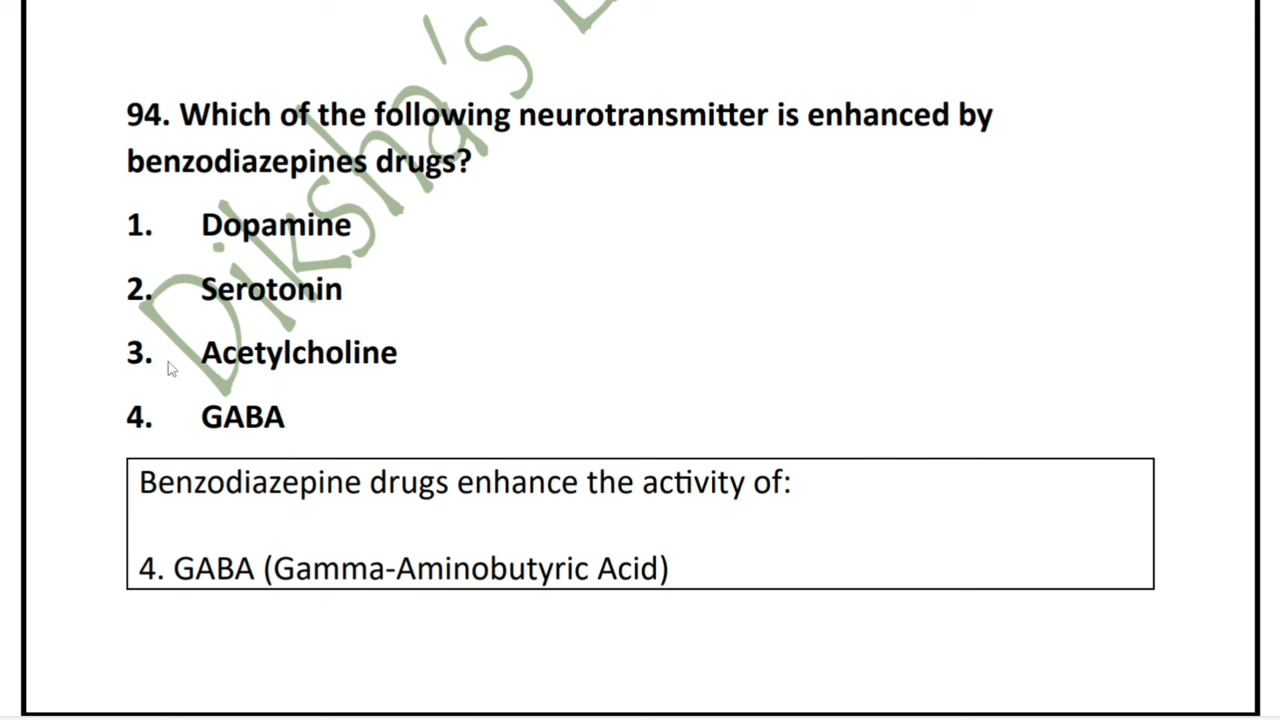 Diksha's
94. Which of the following neurotransmitter is enhanced by
benzodiazepines drugs?
1. Dopamine
2. Serotonin
3. Acetylcholine
4. GABA
Benzodiazepine drugs enhance the activity of:
4. GABA (Gamma-Aminobutyric Acid)